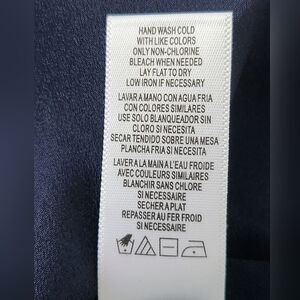 HAND WASH COLD
WITH LIKE COLORS
ONLY NON-CHLORINE
BLEACH WHEN NEEDED
LAY FLAT TO DRY
LOW IRON IF NECESSARY
LAVAR A MANO CON AGUA FRIA
CON COLORES SIMILARES
USE SOLO BLANQUEADOR SIN
CLORO SI NECESITA
SECAR TENDIDO SOBRE UNA MESA
PLANCHA FRIA SI NECESITA
LAVER A LA MAIN A L'EAU FROIDE
AVEC COULEURS SIMILAIRES
BLANCHIR SANS CHLORE
SI NECESSAIRE
SECHER A PLAT
REPASSER AU FER FROID
SI NECESSAIRE